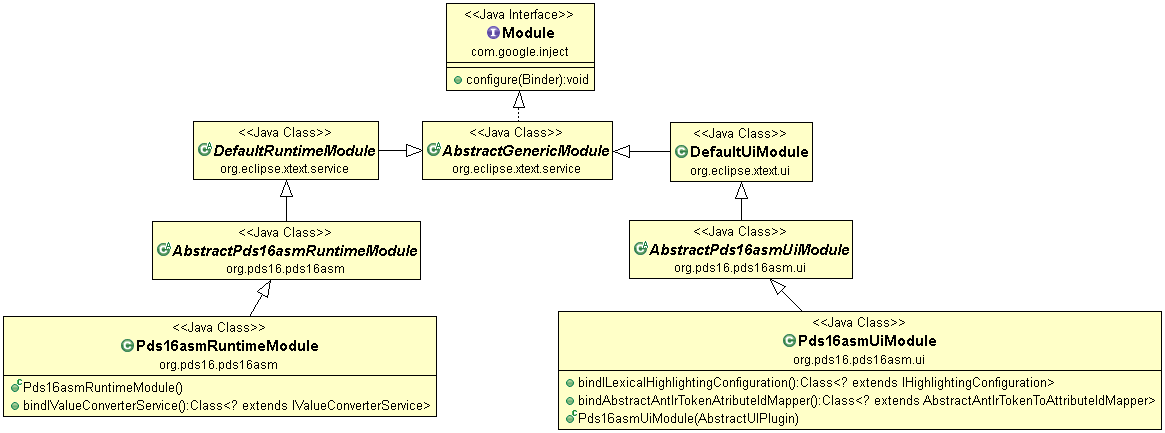 <<Java Interface>>
Module
com.google.inject
configure(Binder):void
<<Java Class>>
DefaultRuntimeModule
org.eclipse.xtext.service
<<Java Class>>
AbstractGenericModule
org.eclipse.xtext.service
<<Java Class>>
DefaultUiModule
org.eclipse.xtext.ui
<<Java Class>>
AbstractPds16asmRuntimeModule
org.pds16.pds16asm
<<Java Class>>
AbstractPds16asmUiModule
org.pds16.pds16asm.ui
<<Java Class>>
Pds16asmRuntimeModule
org.pds16.pds16asm
Pds16asmRuntimeModule()
bindIValueConverterService():Class<? extends IValueConverterService>
<<Java Class>>
Pds16asmUiModule
org.pds16.pds16asm.ui
bindILexicalHighlightingConfiguration():Class<? extends IHighlightingConfiguration>
bindAbstractAntlrTokenAtributeIdMapper():Class<? extends AbstractAntlrTokenToAttributeIdMapper>
Pds16asmUiModule(AbstractUIPlugin)